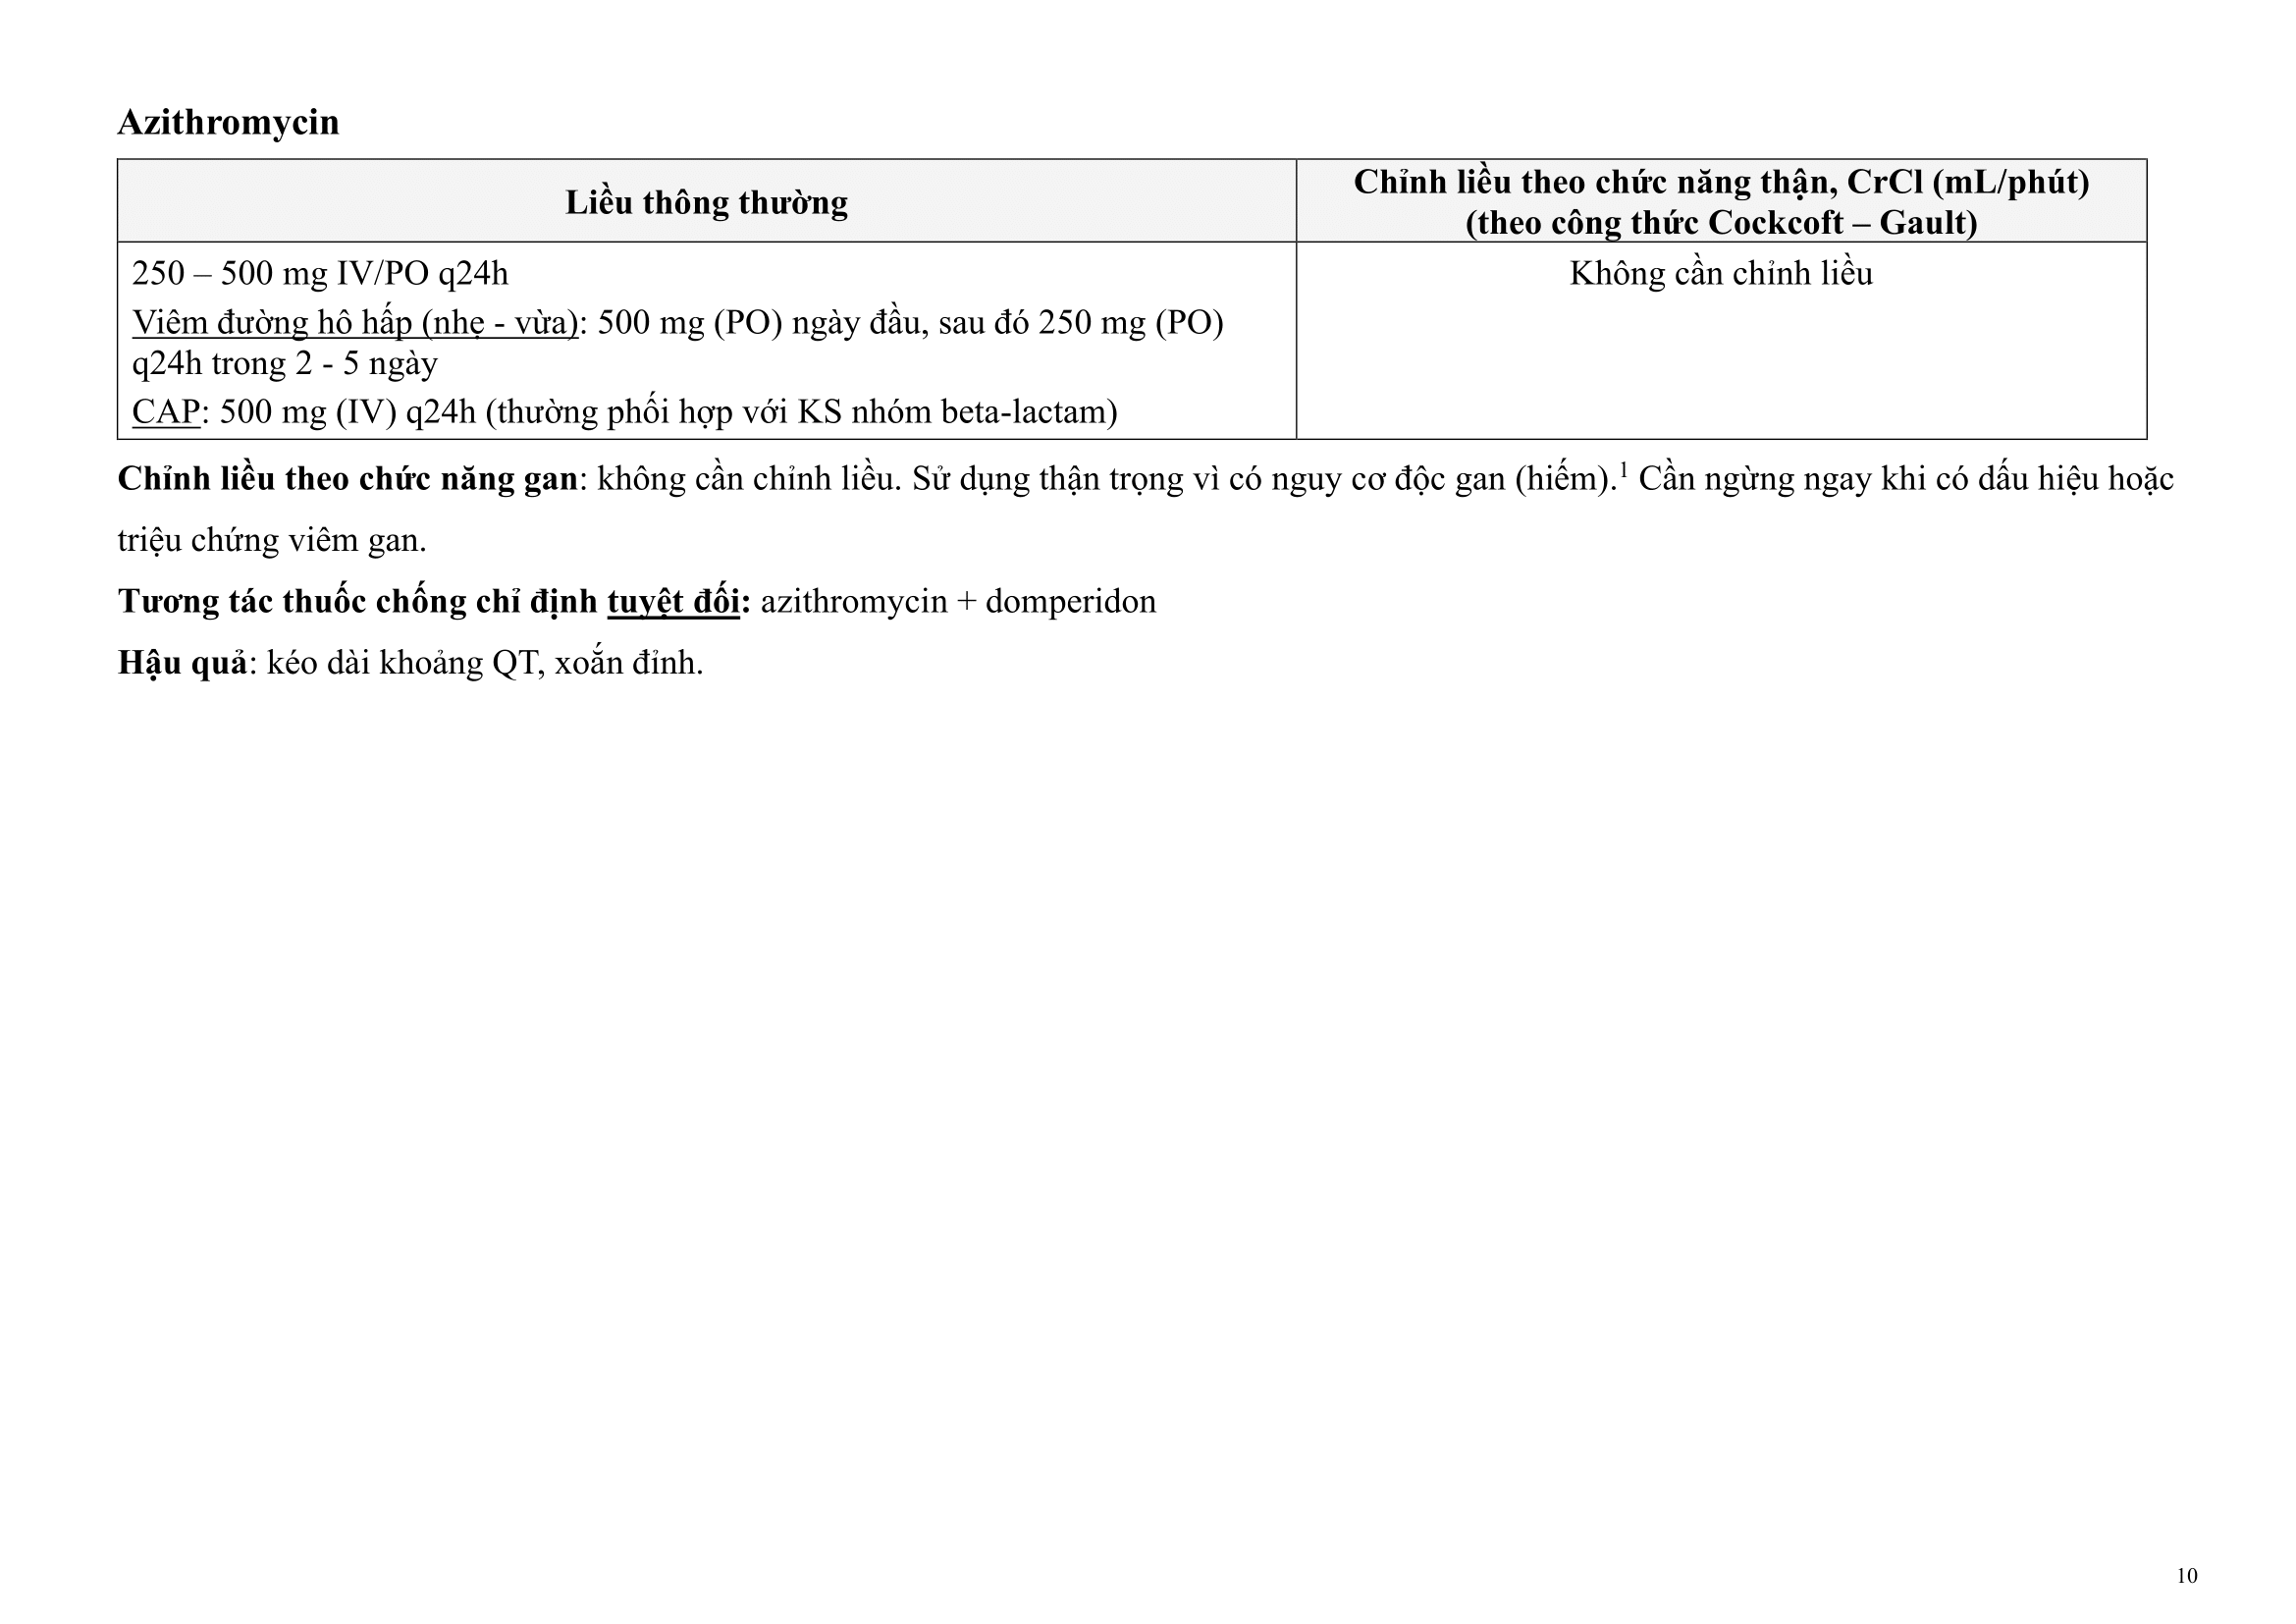 Azithromycin
Liều thông thường
Chỉnh liều theo chức năng thận, CrCl (mL/phút)
(theo công thức Cockcoft – Gault)
250 – 500 mg IV/PO q24h
Viêm đường hô hấp (nhẹ - vừa): 500 mg (PO) ngày đầu, sau đó 250 mg (PO)
q24h trong 2 - 5 ngày
CAP: 500 mg (IV) q24h (thường phối hợp với KS nhóm beta-lactam)
Không cần chỉnh liều
Chỉnh liều theo chức năng gan: không cần chỉnh liều. Sử dụng thận trọng vì có nguy cơ độc gan (hiếm).¹ Cần ngừng ngay khi có dấu hiệu hoặc
triệu chứng viêm gan.
Tương tác thuốc chống chỉ định tuyệt đối: azithromycin + domperidon
Hậu quả: kéo dài khoảng QT, xoắn đỉnh.
10